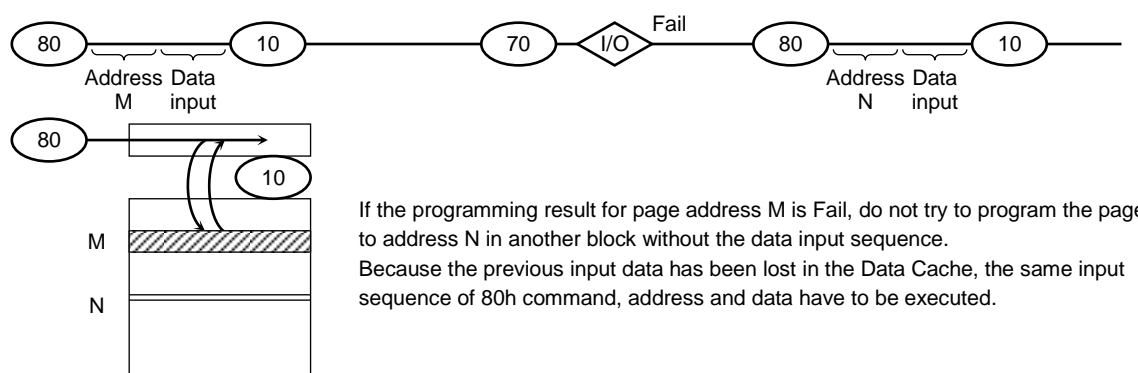 Fail
80 10 70 I/O 80 10
Address Data Address Data
M input N input
80
10
If the programming result for page address M is Fail, do not try to program the page
M
to address N in another block without the data input sequence.
Because the previous input data has been lost in the Data Cache, the same input
N
sequence of 80h command, address and data have to be executed.